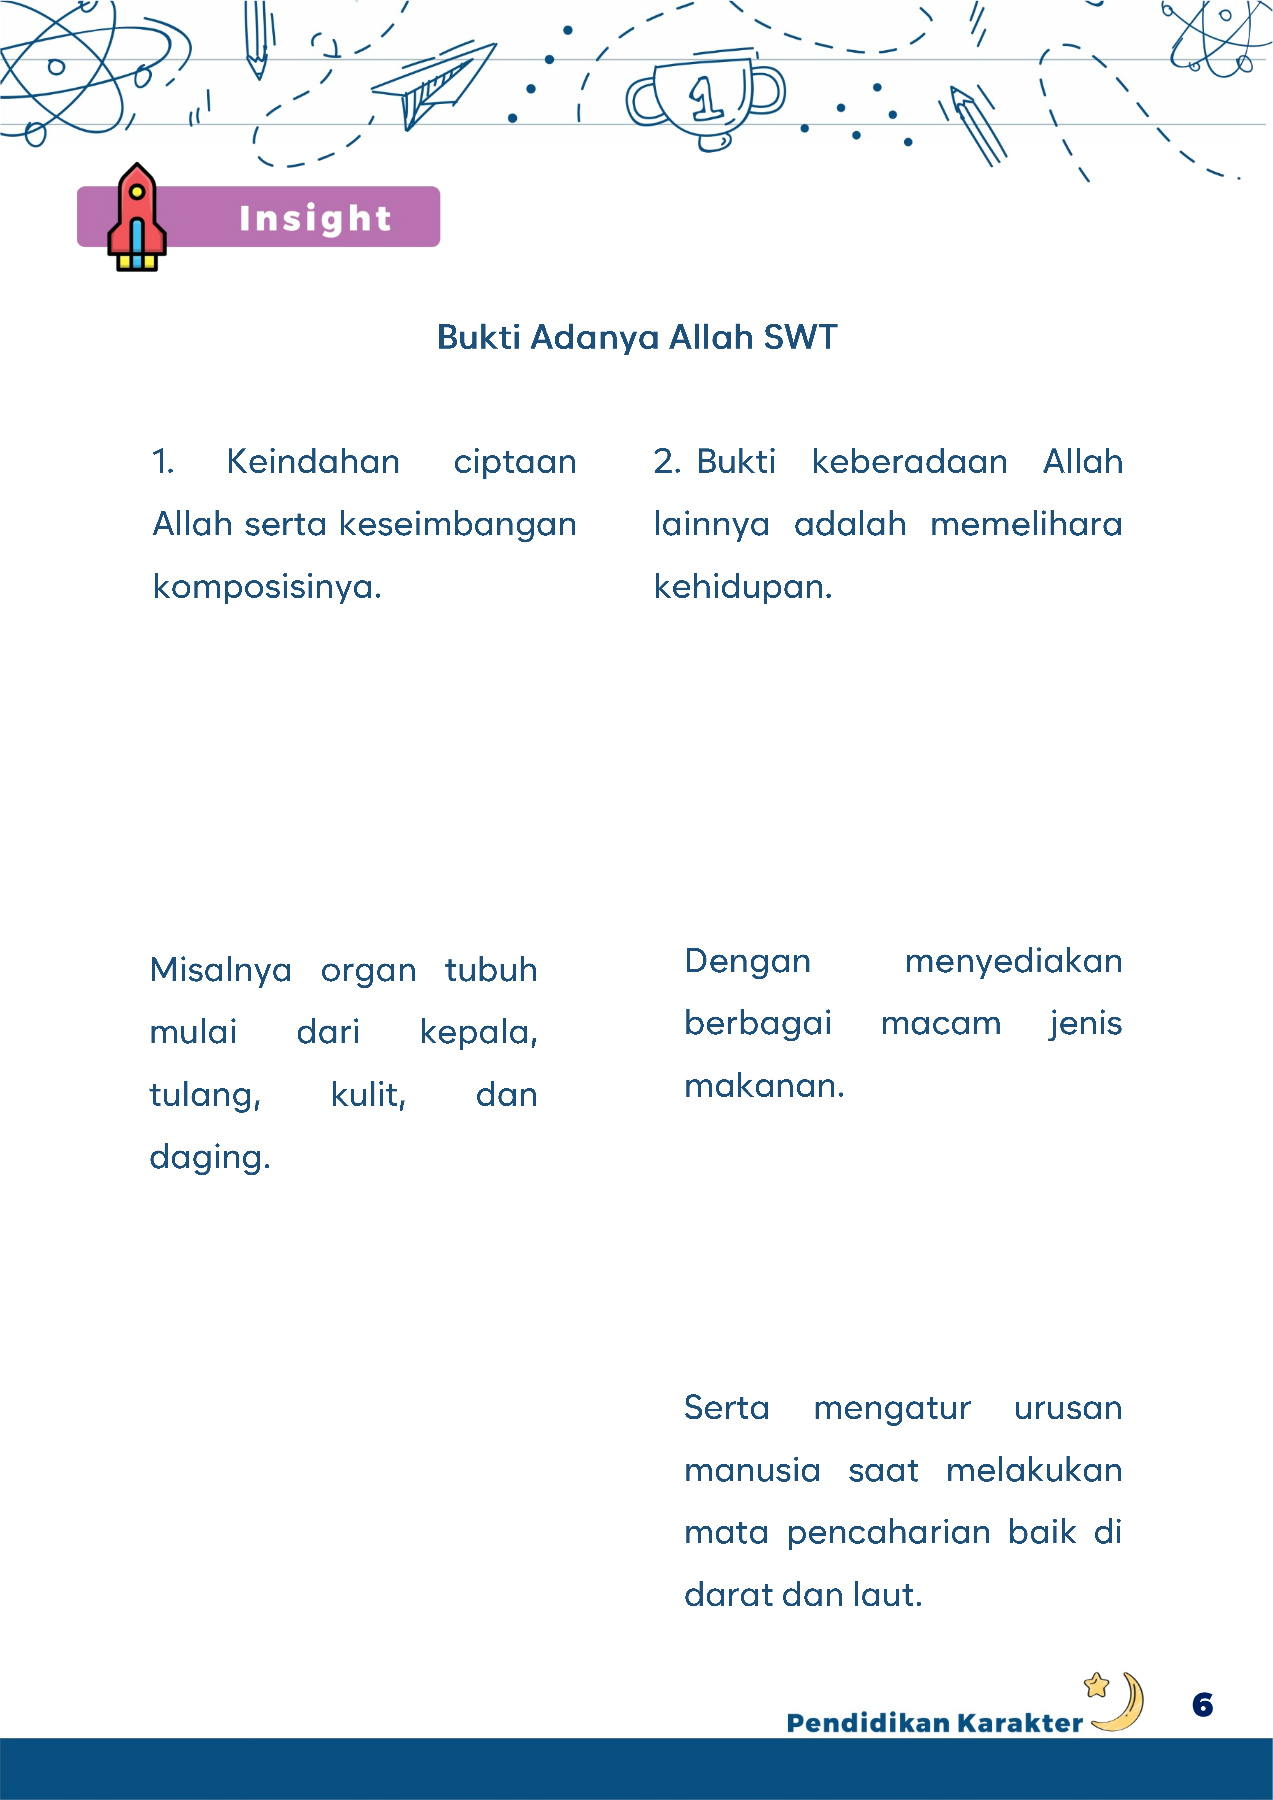 1
Insight
Bukti Adanya Allah SWT
1. Keindahan ciptaan
Allah serta keseimbangan
komposisinya.
Misalnya organ tubuh
mulai dari kepala,
tulang, kulit, dan
daging.
2. Bukti keberadaan Allah
lainnya adalah memelihara
kehidupan.
Dengan menyediakan
berbagai macam jenis
makanan.
Serta mengatur urusan
manusia saat melakukan
mata pencaharian baik di
darat dan laut.
Pendidikan Karakter
6